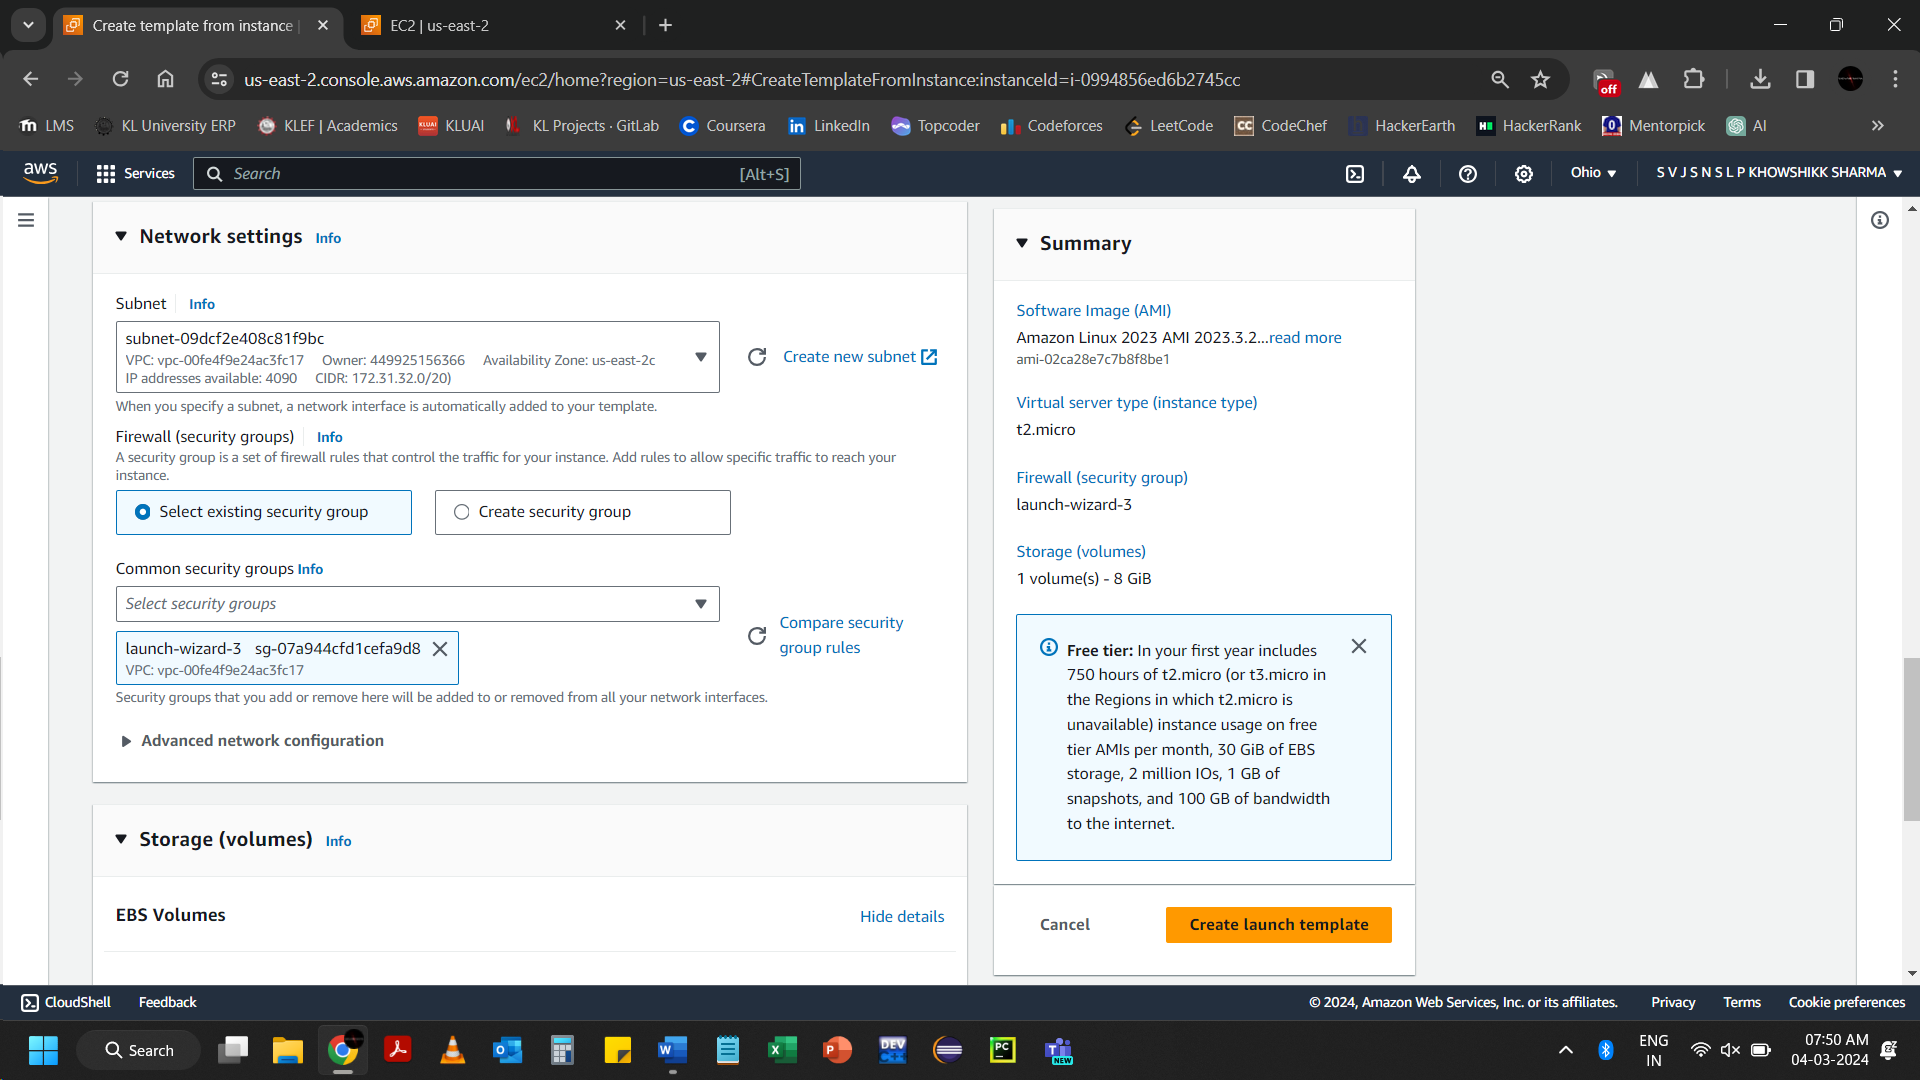 Create template from instance
EC2 | us-east-2
us-east-2.console.aws.amazon.com/ec2/home?region=us-east-2#CreateTemplateFromInstance:instanceId=i-0994856ed6b2745cc
off
LMS
KL University ERP
KLEF | Academics
KLUAI
KL Projects · GitLab
Coursera
LinkedIn
Topcoder
Codeforces
LeetCode
CodeChef
HackerEarth
HackerRank
Mentorpick
AI
aws
Services
Search
[Alt+S]
Ohio
S V J S N S L P KHOWSHIKK SHARMA
Network settings Info
Subnet Info
subnet-09dcf2e408c81f9bc
VPC: vpc-00fe4f9e24ac3fc17 Owner: 449925156366 Availability Zone: us-east-2c
IP addresses available: 4090 CIDR: 172.31.32.0/20)
Create new subnet
When you specify a subnet, a network interface is automatically added to your template.
Firewall (security groups) Info
A security group is a set of firewall rules that control the traffic for your instance. Add rules to allow specific traffic to reach your
instance.
Select existing security group
Create security group
Common security groups Info
Select security groups
launch-wizard-3 sg-07a944cfd1cefa9d8
VPC: vpc-00fe4f9e24ac3fc17
Compare security
group rules
Security groups that you add or remove here will be added to or removed from all your network interfaces.
Advanced network configuration
Storage (volumes) Info
EBS Volumes
Hide details
Summary
Software Image (AMI)
Amazon Linux 2023 AMI 2023.3.2...read more
ami-02ca28e7c7b8f8be1
Virtual server type (instance type)
t2.micro
Firewall (security group)
launch-wizard-3
Storage (volumes)
1 volume(s) - 8 GiB
Free tier: In your first year includes
750 hours of t2.micro (or t3.micro in
the Regions in which t2.micro is
unavailable) instance usage on free
tier AMIs per month, 30 GiB of EBS
storage, 2 million IOs, 1 GB of
snapshots, and 100 GB of bandwidth
to the internet.
Cancel
Create launch template
CloudShell
Feedback
© 2024, Amazon Web Services, Inc. or its affiliates.
Privacy
Terms
Cookie preferences
Search
DEV
PC
NEW
ENG
IN
07:50 AM
04-03-2024